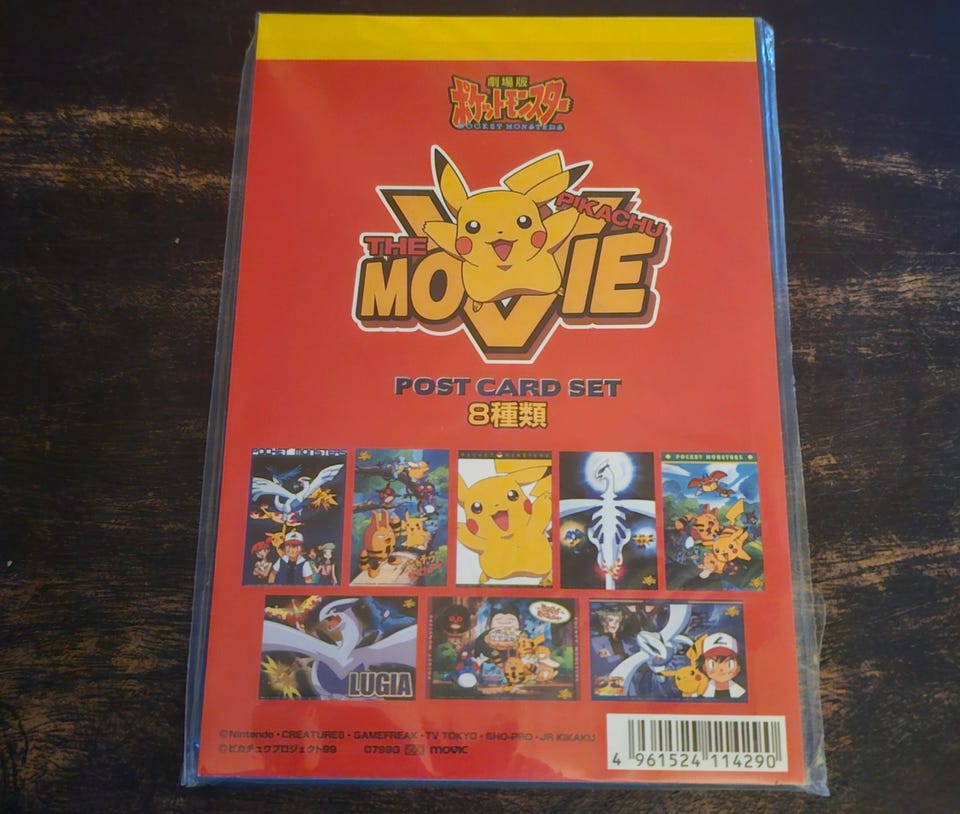 劇場版
ポケットモンスター
POCKET MONSTERS
PIKACHU
THE
MOVIE
POST CARD SET
8種類
POCKET MONSTERS
POCKET MONSTERS
POCKET MONSTERS
LUGIA
©Nintendo・CREATURES・GAMEFREAK・TV TOKYO・SHO-PRO・JR KIKAKU
©ピカチュウプロジェクト99
movic
4 961524 114290